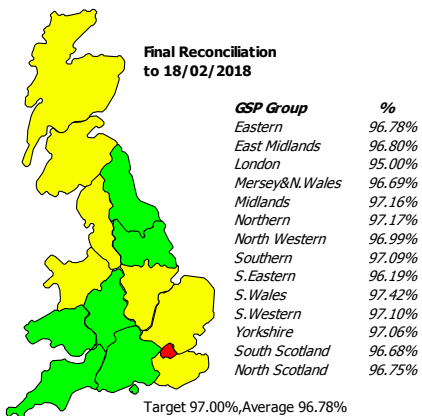 Final Reconciliation
to 18/02/2018
GSP Group %
Eastern 96.78%
East Midlands 96.80%
London 95.00%
Mersey&N.Wales 96.69%
Midlands 97.16%
Northern 97.17%
North Western 96.99%
Southern 97.09%
S.Eastern 96.19%
S.Wales 97.42%
S.Western 97.10%
Yorkshire 97.06%
South Scotland 96.68%
North Scotland 96.75%
Target 97.00%,Average 96.78%